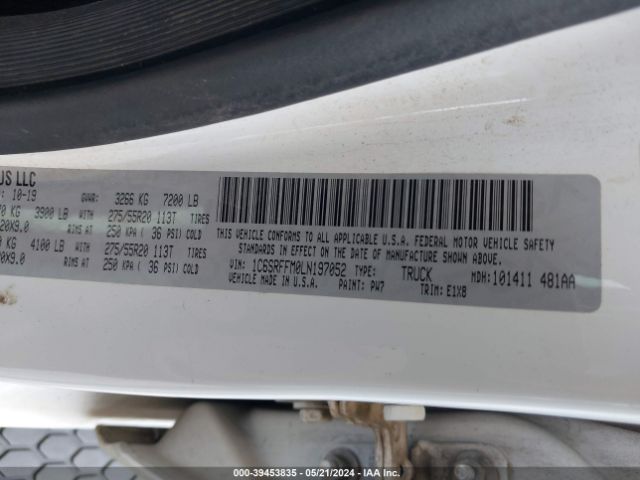 US LLC
: 10-19 GVWR: 3266 KG 7200 LB
KG 3900 LB WITH 275/55R20 113T TIRES
20X9.0 RIMS AT 250 KPA ( 36 PSI) COLD
KG 4100 LB WITH 275/55R20 113T TIRES
0X9.0 RIMS AT 250 KPA ( 36 PSI) COLD
THIS VEHICLE CONFORMS TO ALL APPLICABLE U.S.A. FEDERAL MOTOR VEHICLE SAFETY
STANDARDS IN EFFECT ON THE DATE OF MANUFACTURE SHOWN ABOVE.
VIN: 1C6SRFFM0LN197052 TYPE: TRUCK MDH: 101411 481AA
VEHICLE MADE IN U.S.A. PAINT: PW7 TRIM: E1X8
000-39453835 - 05/21/2024 - IAA Inc.